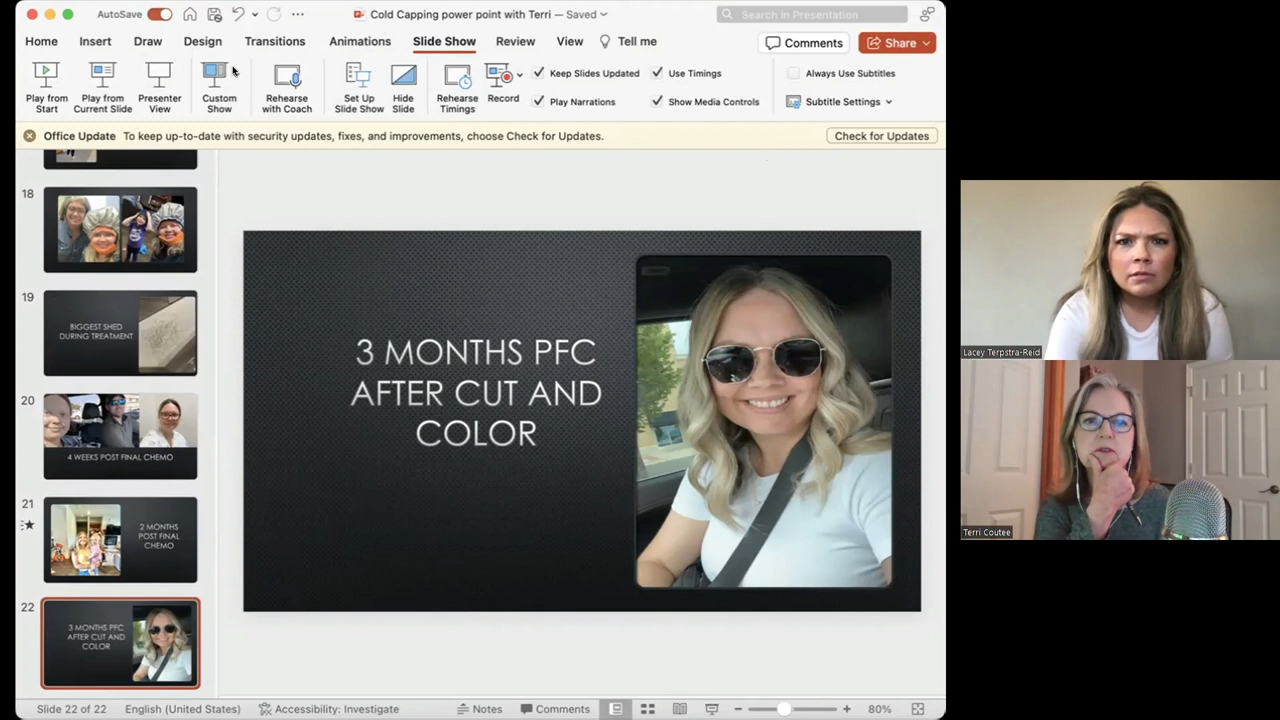 AutoSave
Cold Capping power point with Terri — Saved
Search in Presentation
Home
Insert
Draw
Design
Transitions
Animations
Slide Show
Review
View
Tell me
Comments
Share
Play from Start
Play from Current Slide
Presenter View
Custom Show
Rehearse with Coach
Set Up Slide Show
Hide Slide
Rehearse Timings
Record
Keep Slides Updated
Play Narrations
Use Timings
Show Media Controls
Always Use Subtitles
Subtitle Settings
Office Update To keep up-to-date with security updates, fixes, and improvements, choose Check for Updates.
Check for Updates
18
19
BIGGEST SHED
DURING TREATMENT
20
4 WEEKS POST FINAL CHEMO
21
2 MONTHS
POST FINAL
CHEMO
22
3 MONTHS PFC
AFTER CUT AND
COLOR
3 MONTHS PFC
AFTER CUT AND
COLOR
Lacey Terpstra-Reid
Terri Coutee
Slide 22 of 22
English (United States)
Accessibility: Investigate
Notes
Comments
80%